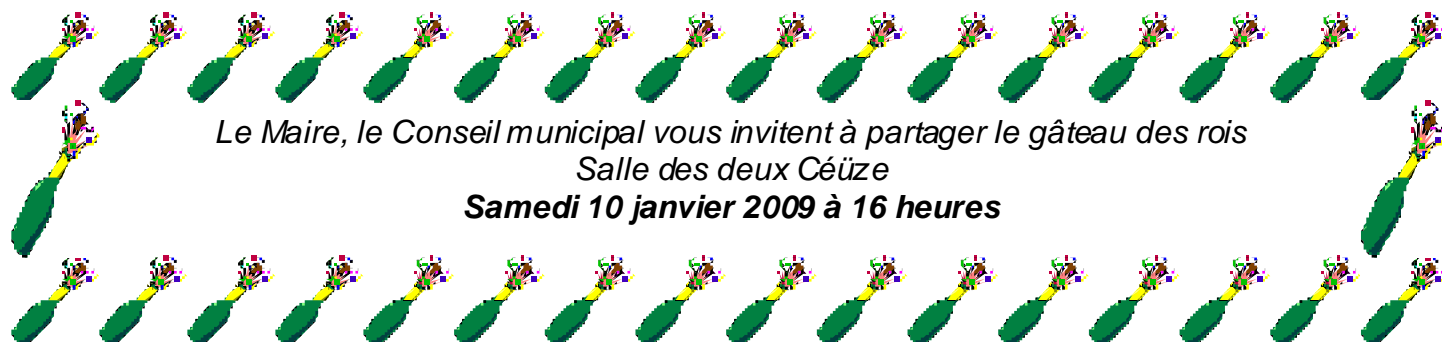 Le Maire, le Conseil municipal vous invitent à partager le gâteau des rois
Salle des deux Céüze
Samedi 10 janvier 2009 à 16 heures